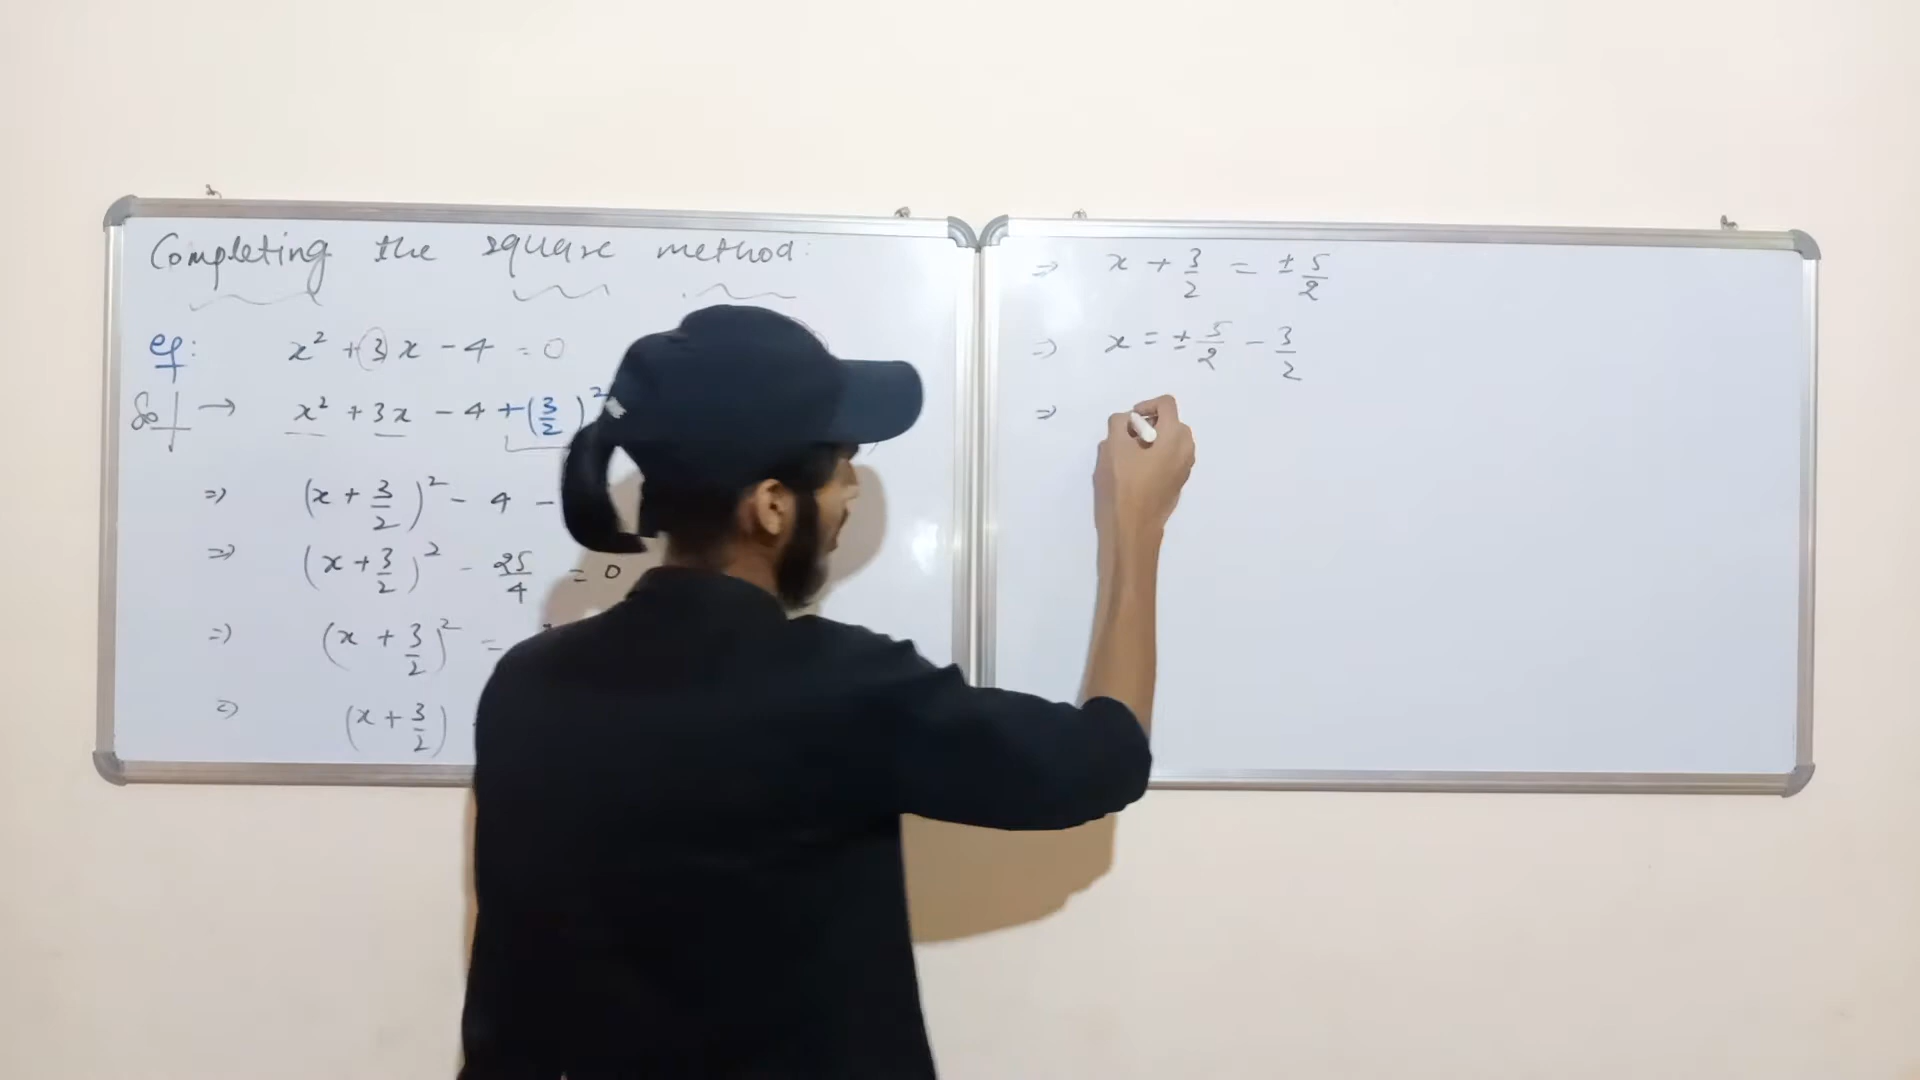 Completing the square method:
eg: x² + 3x - 4 = 0
Sol → x² + 3x - 4 + (3/2)²
⇒ (x + 3/2)² - 4 -
⇒ (x + 3/2)² - 25/4 = 0
⇒ (x + 3/2)² =
⇒ (x + 3/2)
⇒ x + 3/2 = ± 5/2
⇒ x = ± 5/2 - 3/2
⇒